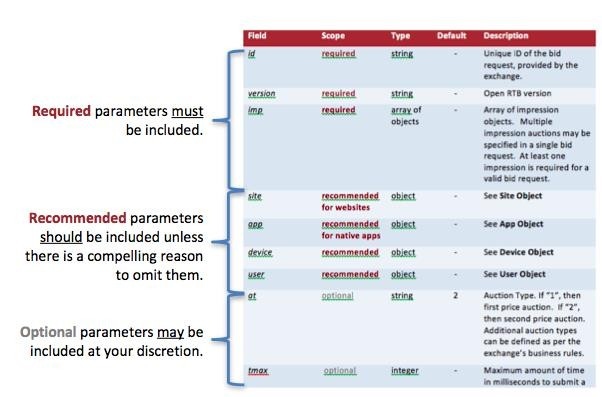 Field Scope Type Default Description
id required string - Unique ID of the bid
request, provided by the
exchange.
version required string - Open RTB version
imp required array of - Array of impression
objects objects. Multiple
impression auctions may be
specified in a single bid
request. At least one
impression is required for a
valid bid request.
site recommended object - See Site Object
for websites
app recommended object - See App Object
for native apps
device recommended object - See Device Object
user recommended object - See User Object
at optional string 2 Auction Type. If "1", then
first price auction. If "2",
then second price auction.
Additional auction types
can be defined as per the
exchange's business rules.
tmax optional integer - Maximum amount of time
in milliseconds to submit a
Required parameters must
be included.
Recommended parameters
should be included unless
there is a compelling reason
to omit them.
Optional parameters may be
included at your discretion.